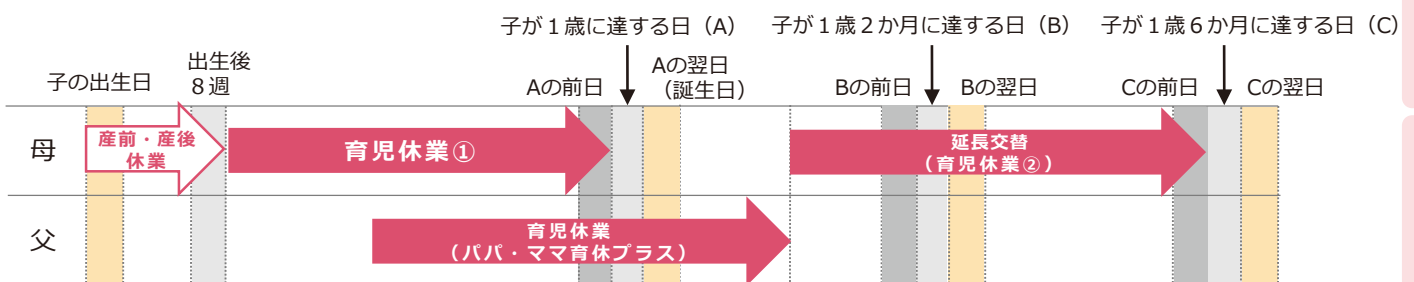 子が１歳に達する日（A）
子が１歳２か月に達する日（B）
子が１歳６か月に達する日（C）
子の出生日
出生後
８週
Aの前日
Aの翌日
（誕生日）
Bの前日
Bの翌日
Cの前日
Cの翌日
母
産前・産後
休業
育児休業①
延長交替
（育児休業②）
父
育児休業
（パパ・ママ育休プラス）